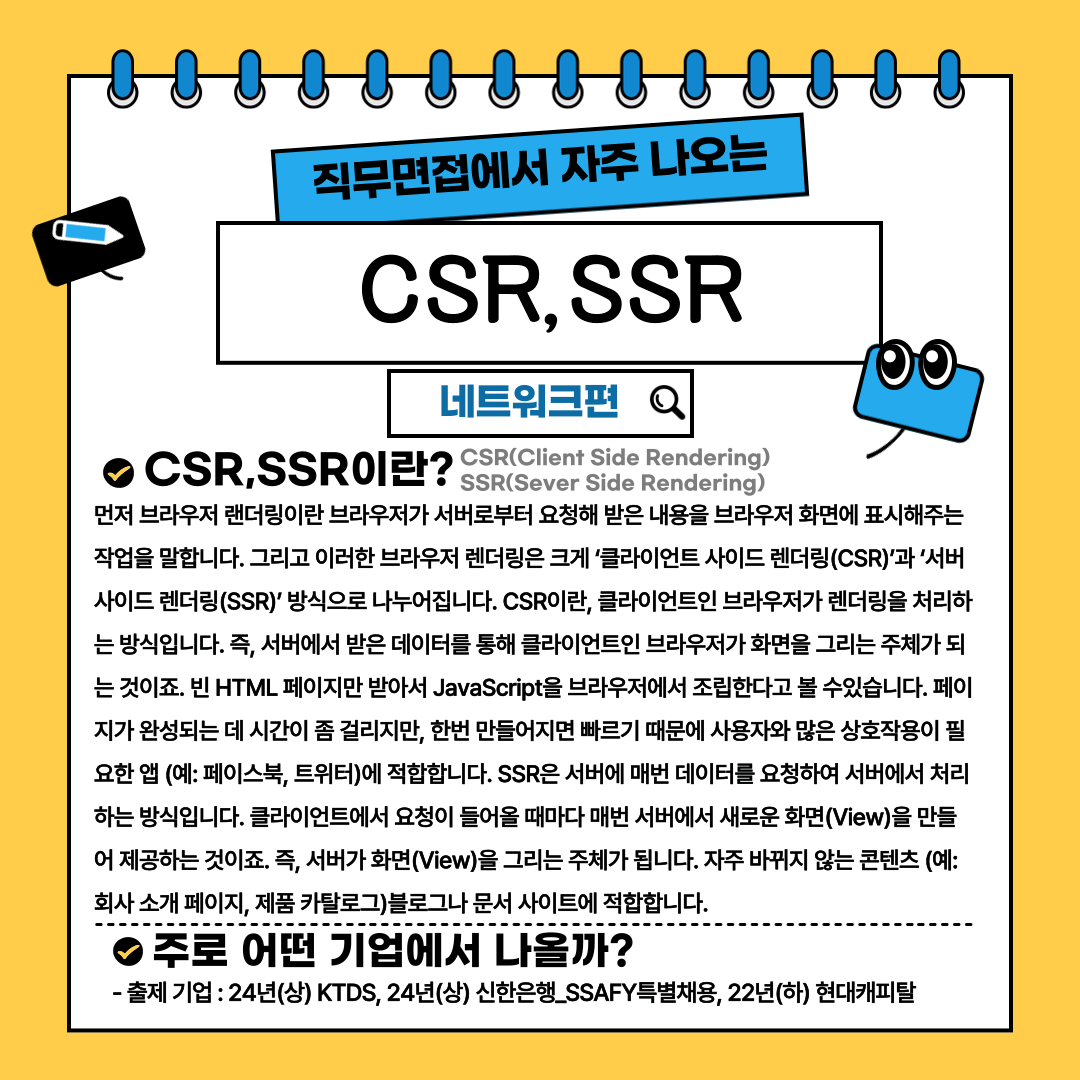 직무면접에서 자주 나오는
CSR, SSR
네트워크편
CSR,SSR이란?
CSR(Client Side Rendering)
SSR(Sever Side Rendering)
먼저 브라우저 랜더링이란 브라우저가 서버로부터 요청해 받은 내용을 브라우저 화면에 표시해주는
작업을 말합니다. 그리고 이러한 브라우저 렌더링은 크게 ‘클라이언트 사이드 렌더링(CSR)’과 ‘서버
사이드 렌더링(SSR)’ 방식으로 나누어집니다. CSR이란, 클라이언트인 브라우저가 렌더링을 처리하
는 방식입니다. 즉, 서버에서 받은 데이터를 통해 클라이언트인 브라우저가 화면을 그리는 주체가 되
는 것이죠. 빈 HTML 페이지만 받아서 JavaScript을 브라우저에서 조립한다고 볼 수있습니다. 페이
지가 완성되는 데 시간이 좀 걸리지만, 한번 만들어지면 빠르기 때문에 사용자와 많은 상호작용이 필
요한 앱 (예: 페이스북, 트위터)에 적합합니다. SSR은 서버에 매번 데이터를 요청하여 서버에서 처리
하는 방식입니다. 클라이언트에서 요청이 들어올 때마다 매번 서버에서 새로운 화면(View)을 만들
어 제공하는 것이죠. 즉, 서버가 화면(View)을 그리는 주체가 됩니다. 자주 바뀌지 않는 콘텐츠 (예:
회사 소개 페이지, 제품 카탈로그)블로그나 문서 사이트에 적합합니다.
주로 어떤 기업에서 나올까?
- 출제 기업 : 24년(상) KTDS, 24년(상) 신한은행_SSAFY특별채용, 22년(하) 현대캐피탈